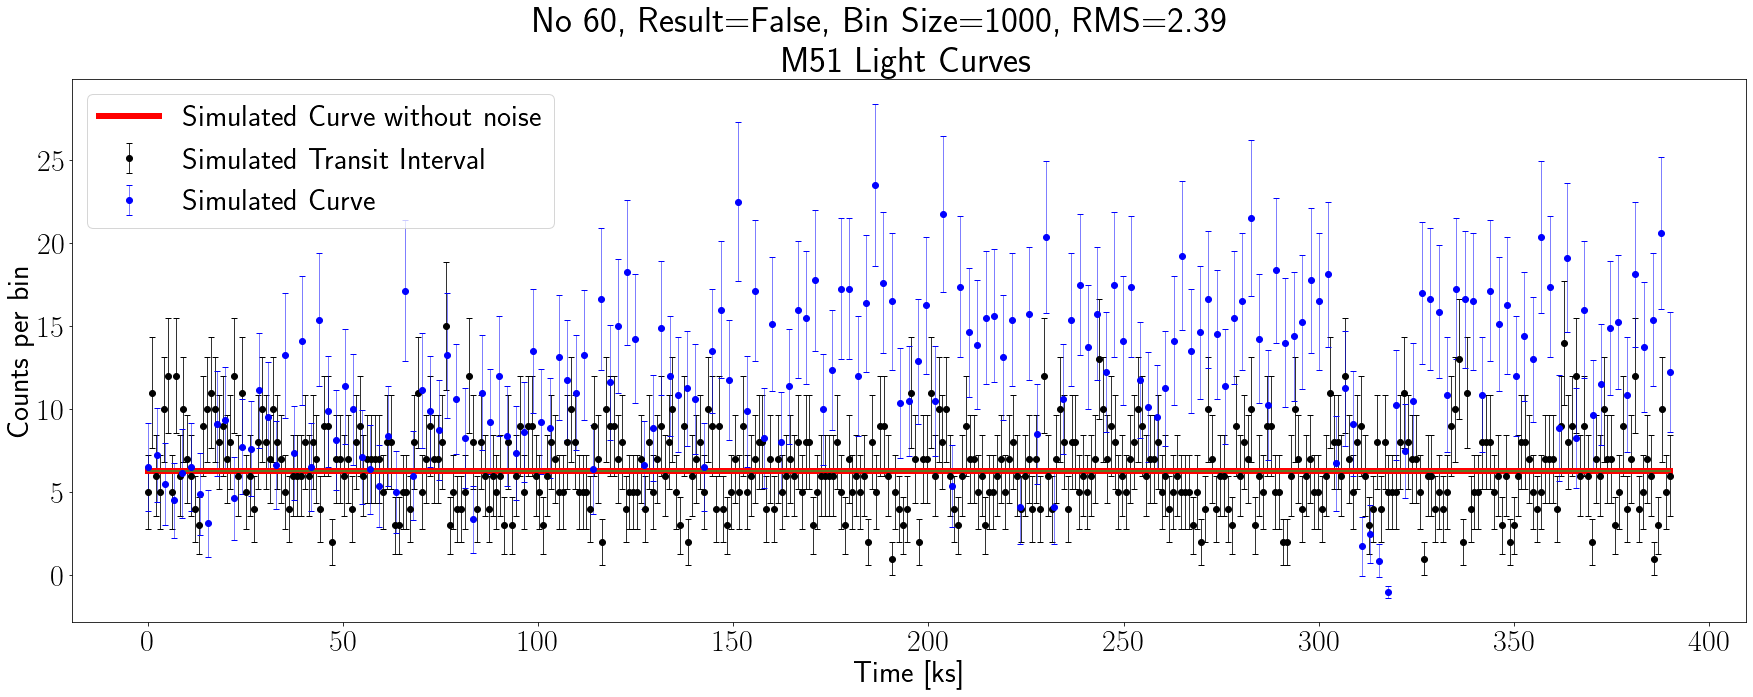 No 60, Result=False, Bin Size=1000, RMS=2.39
M51 Light Curves
Simulated Curve without noise
Simulated Transit Interval
Simulated Curve
Counts per bin
25
20
15
10
5
0
0 50 100 150 200 250 300 350 400
Time [ks]